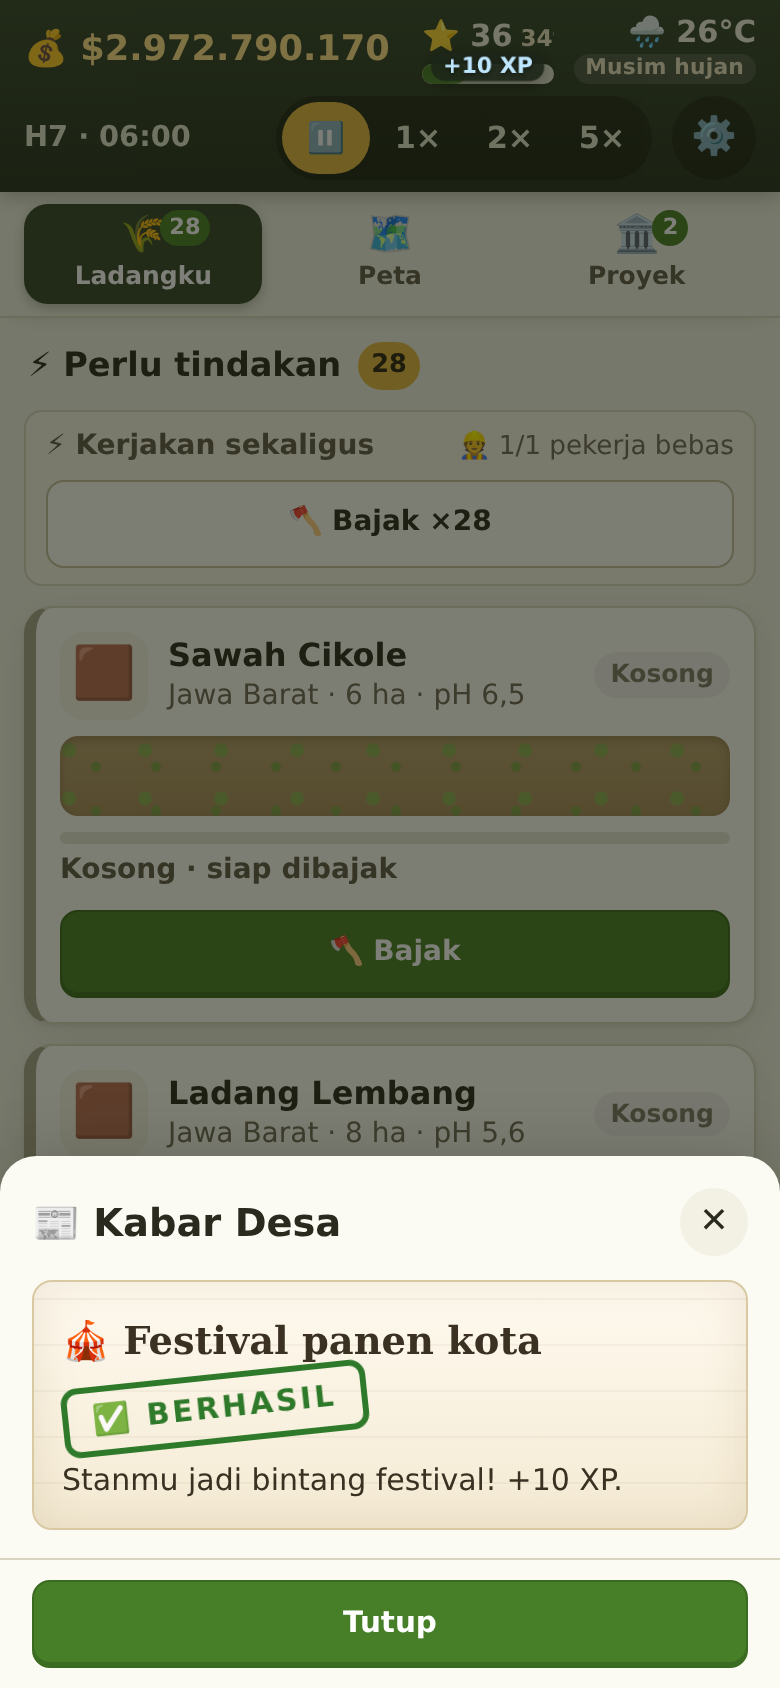 $2.972.790.170
36 34
+10 XP
26°C
Musim hujan
H7 · 06:00
1×
2×
5×
28
Ladangku
Peta
2
Proyek
Perlu tindakan 28
Kerjakan sekaligus
1/1 pekerja bebas
Bajak ×28
Sawah Cikole
Jawa Barat · 6 ha · pH 6,5
Kosong
Kosong · siap dibajak
Bajak
Ladang Lembang
Jawa Barat · 8 ha · pH 5,6
Kosong
Kabar Desa
✕
Festival panen kota
BERHASIL
Stanmu jadi bintang festival! +10 XP.
Tutup